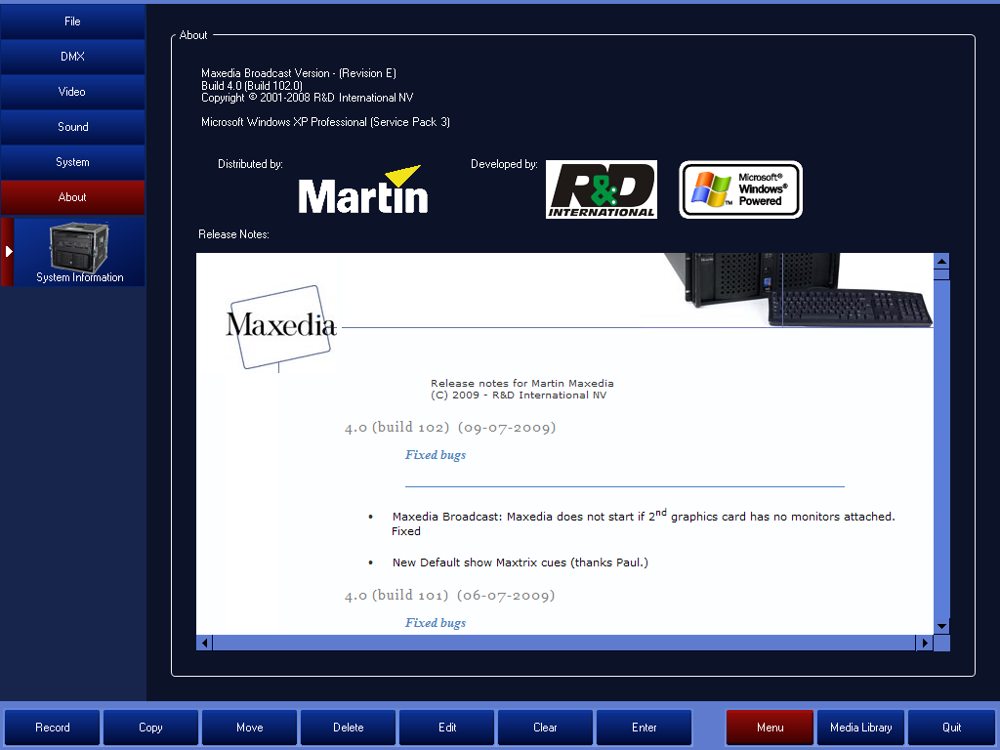 File
DMX
Video
Sound
System
About
System Information
About
Maxedia Broadcast Version - (Revision E)
Build 4.0 (Build 102.0)
Copyright © 2001-2008 R&D International NV
Microsoft Windows XP Professional (Service Pack 3)
Distributed by:
Martin
Developed by:
R&D
INTERNATIONAL
Microsoft®
Windows®
Powered
TM
Release Notes:
Maxedia
Release notes for Martin Maxedia
(C) 2009 - R&D International NV
4.0 (build 102) (09-07-2009)
Fixed bugs
• Maxedia Broadcast: Maxedia does not start if 2nd graphics card has no monitors attached.
Fixed
• New Default show Maxtrix cues (thanks Paul.)
4.0 (build 101) (06-07-2009)
Fixed bugs
Record
Copy
Move
Delete
Edit
Clear
Enter
Menu
Media Library
Quit